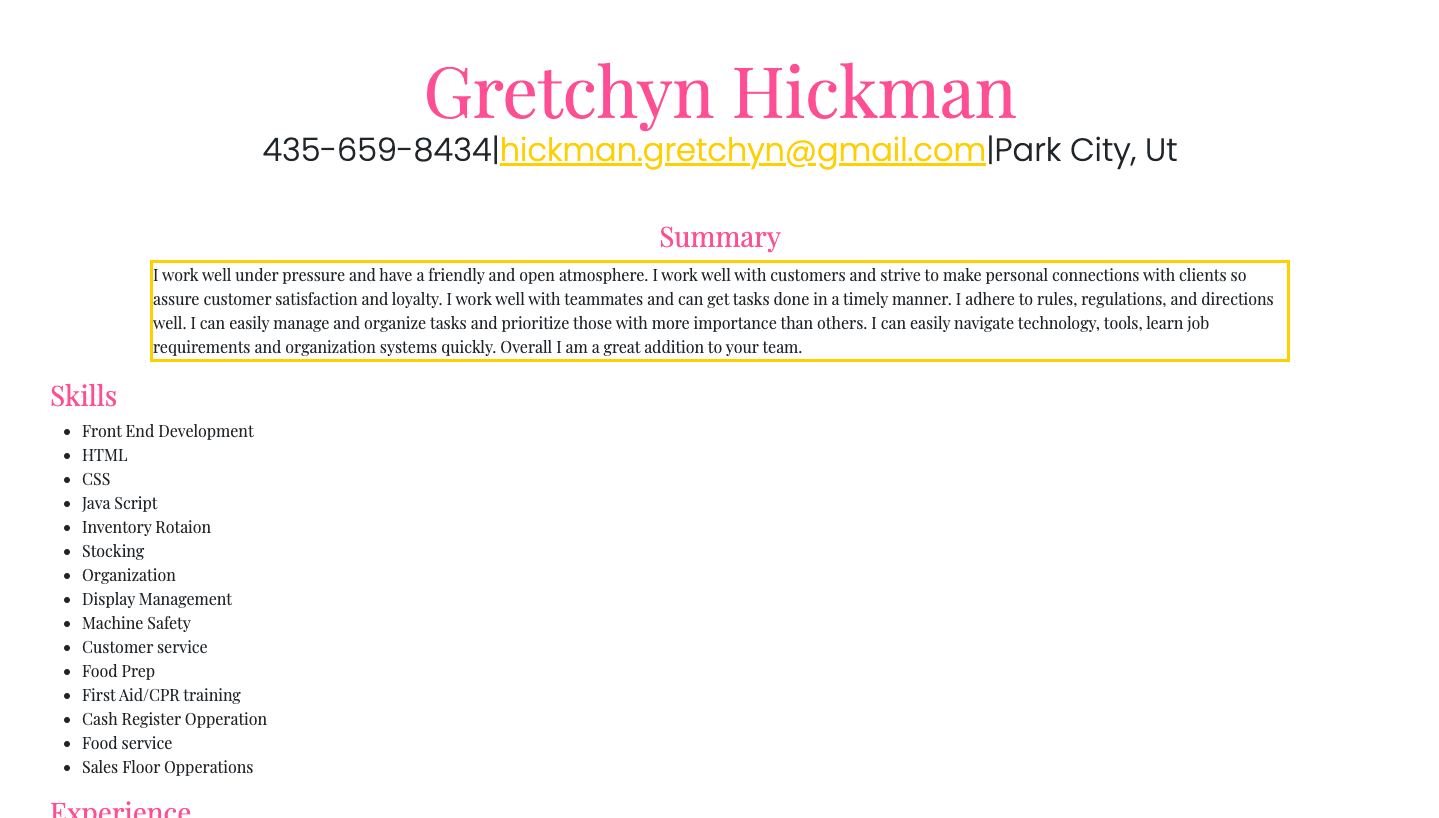 Gretchyn Hickman
435-659-8434|hickman.gretchyn@gmail.com|Park City, Ut
Summary
I work well under pressure and have a friendly and open atmosphere. I work well with customers and strive to make personal connections with clients so
assure customer satisfaction and loyalty. I work well with teammates and can get tasks done in a timely manner. I adhere to rules, regulations, and directions
well. I can easily manage and organize tasks and prioritize those with more importance than others. I can easily navigate technology, tools, learn job
requirements and organization systems quickly. Overall I am a great addition to your team.
Skills
• Front End Development
• HTML
• CSS
• Java Script
• Inventory Rotaion
• Stocking
• Organization
• Display Management
• Machine Safety
• Customer service
• Food Prep
• First Aid/CPR training
• Cash Register Opperation
• Food service
• Sales Floor Opperations
Experience